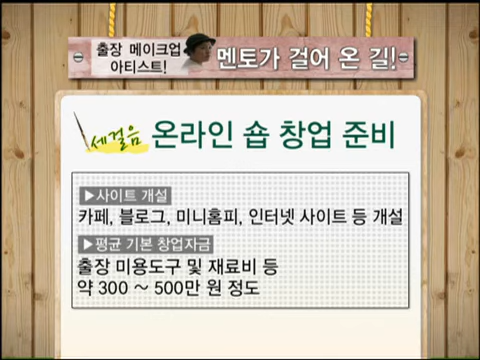 출장 메이크업
아티스트!
멘토가 걸어 온 길!
세걸음 온라인 숍 창업 준비
▶사이트 개설
카페, 블로그, 미니홈피, 인터넷 사이트 등 개설
▶평균 기본 창업자금
출장 미용도구 및 재료비 등
약 300 ~ 500만 원 정도